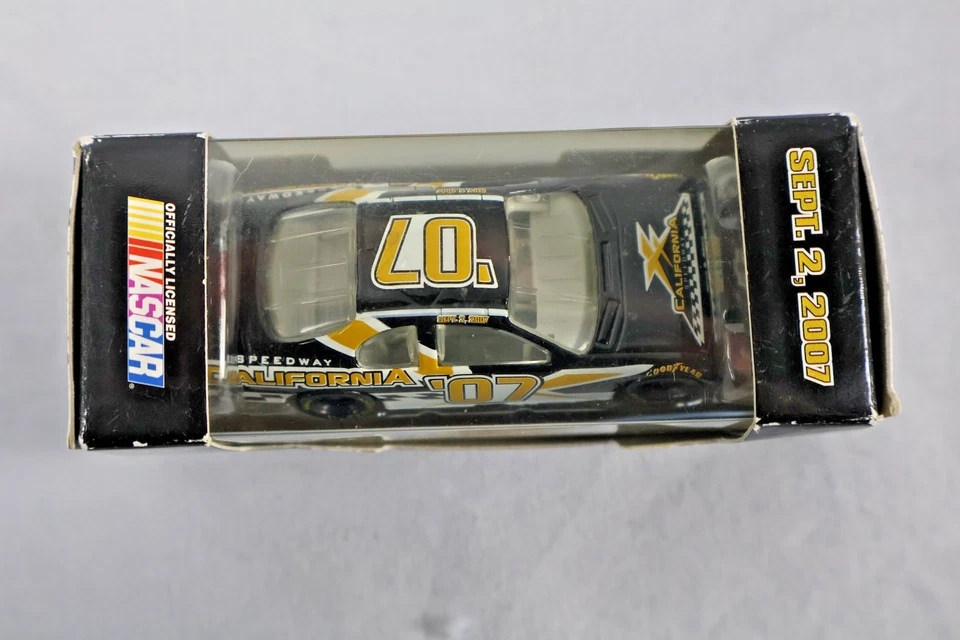 OFFICIALLY LICENSED
NASCAR
'07
SEPT. 2, 2007
SPEEDWAY
CALIFORNIA
'07
GOODYEAR
CALIFORNIA
SEPT. 2, 2007